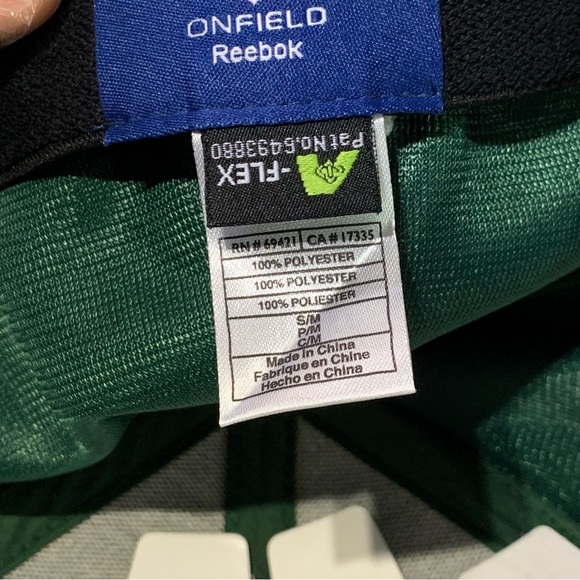 ONFIELD
Reebok
A-FLEX
Pat No.6493880
RN # 69421 CA # 17335
100% POLYESTER
100% POLYESTER
100% POLIESTER
S/M
P/M
C/M
Made in China
Fabrique en Chine
Hecho en China